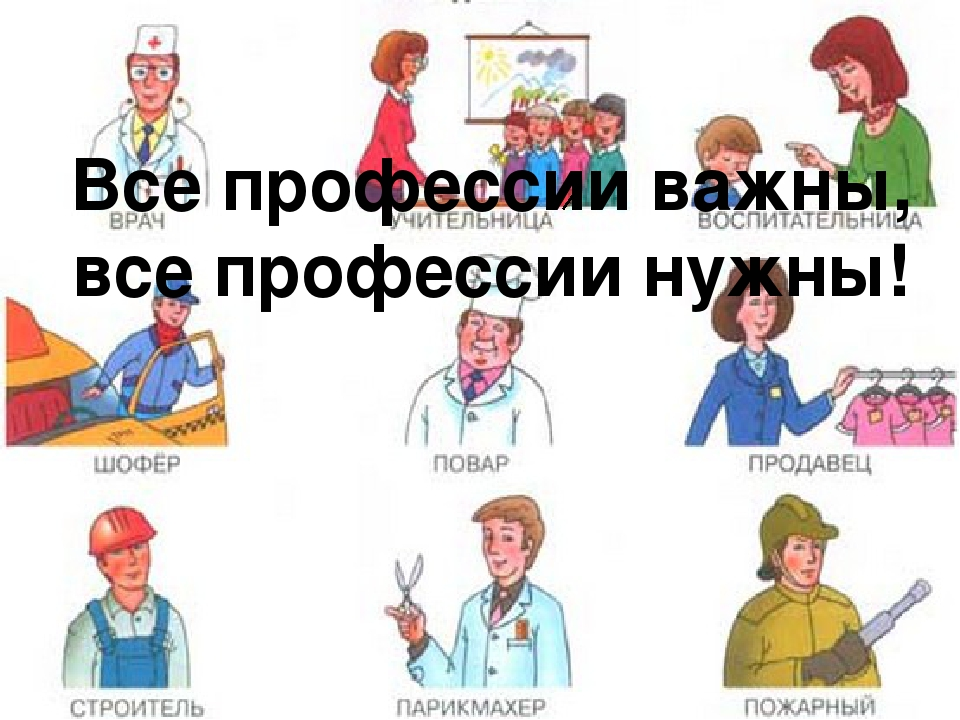 Все профессии важны,
все профессии нужны!
ВРАЧ
УЧИТЕЛЬНИЦА
ВОСПИТАТЕЛЬНИЦА
ШОФЁР
ПОВАР
ПРОДАВЕЦ
СТРОИТЕЛЬ
ПАРИКМАХЕР
ПОЖАРНЫЙ